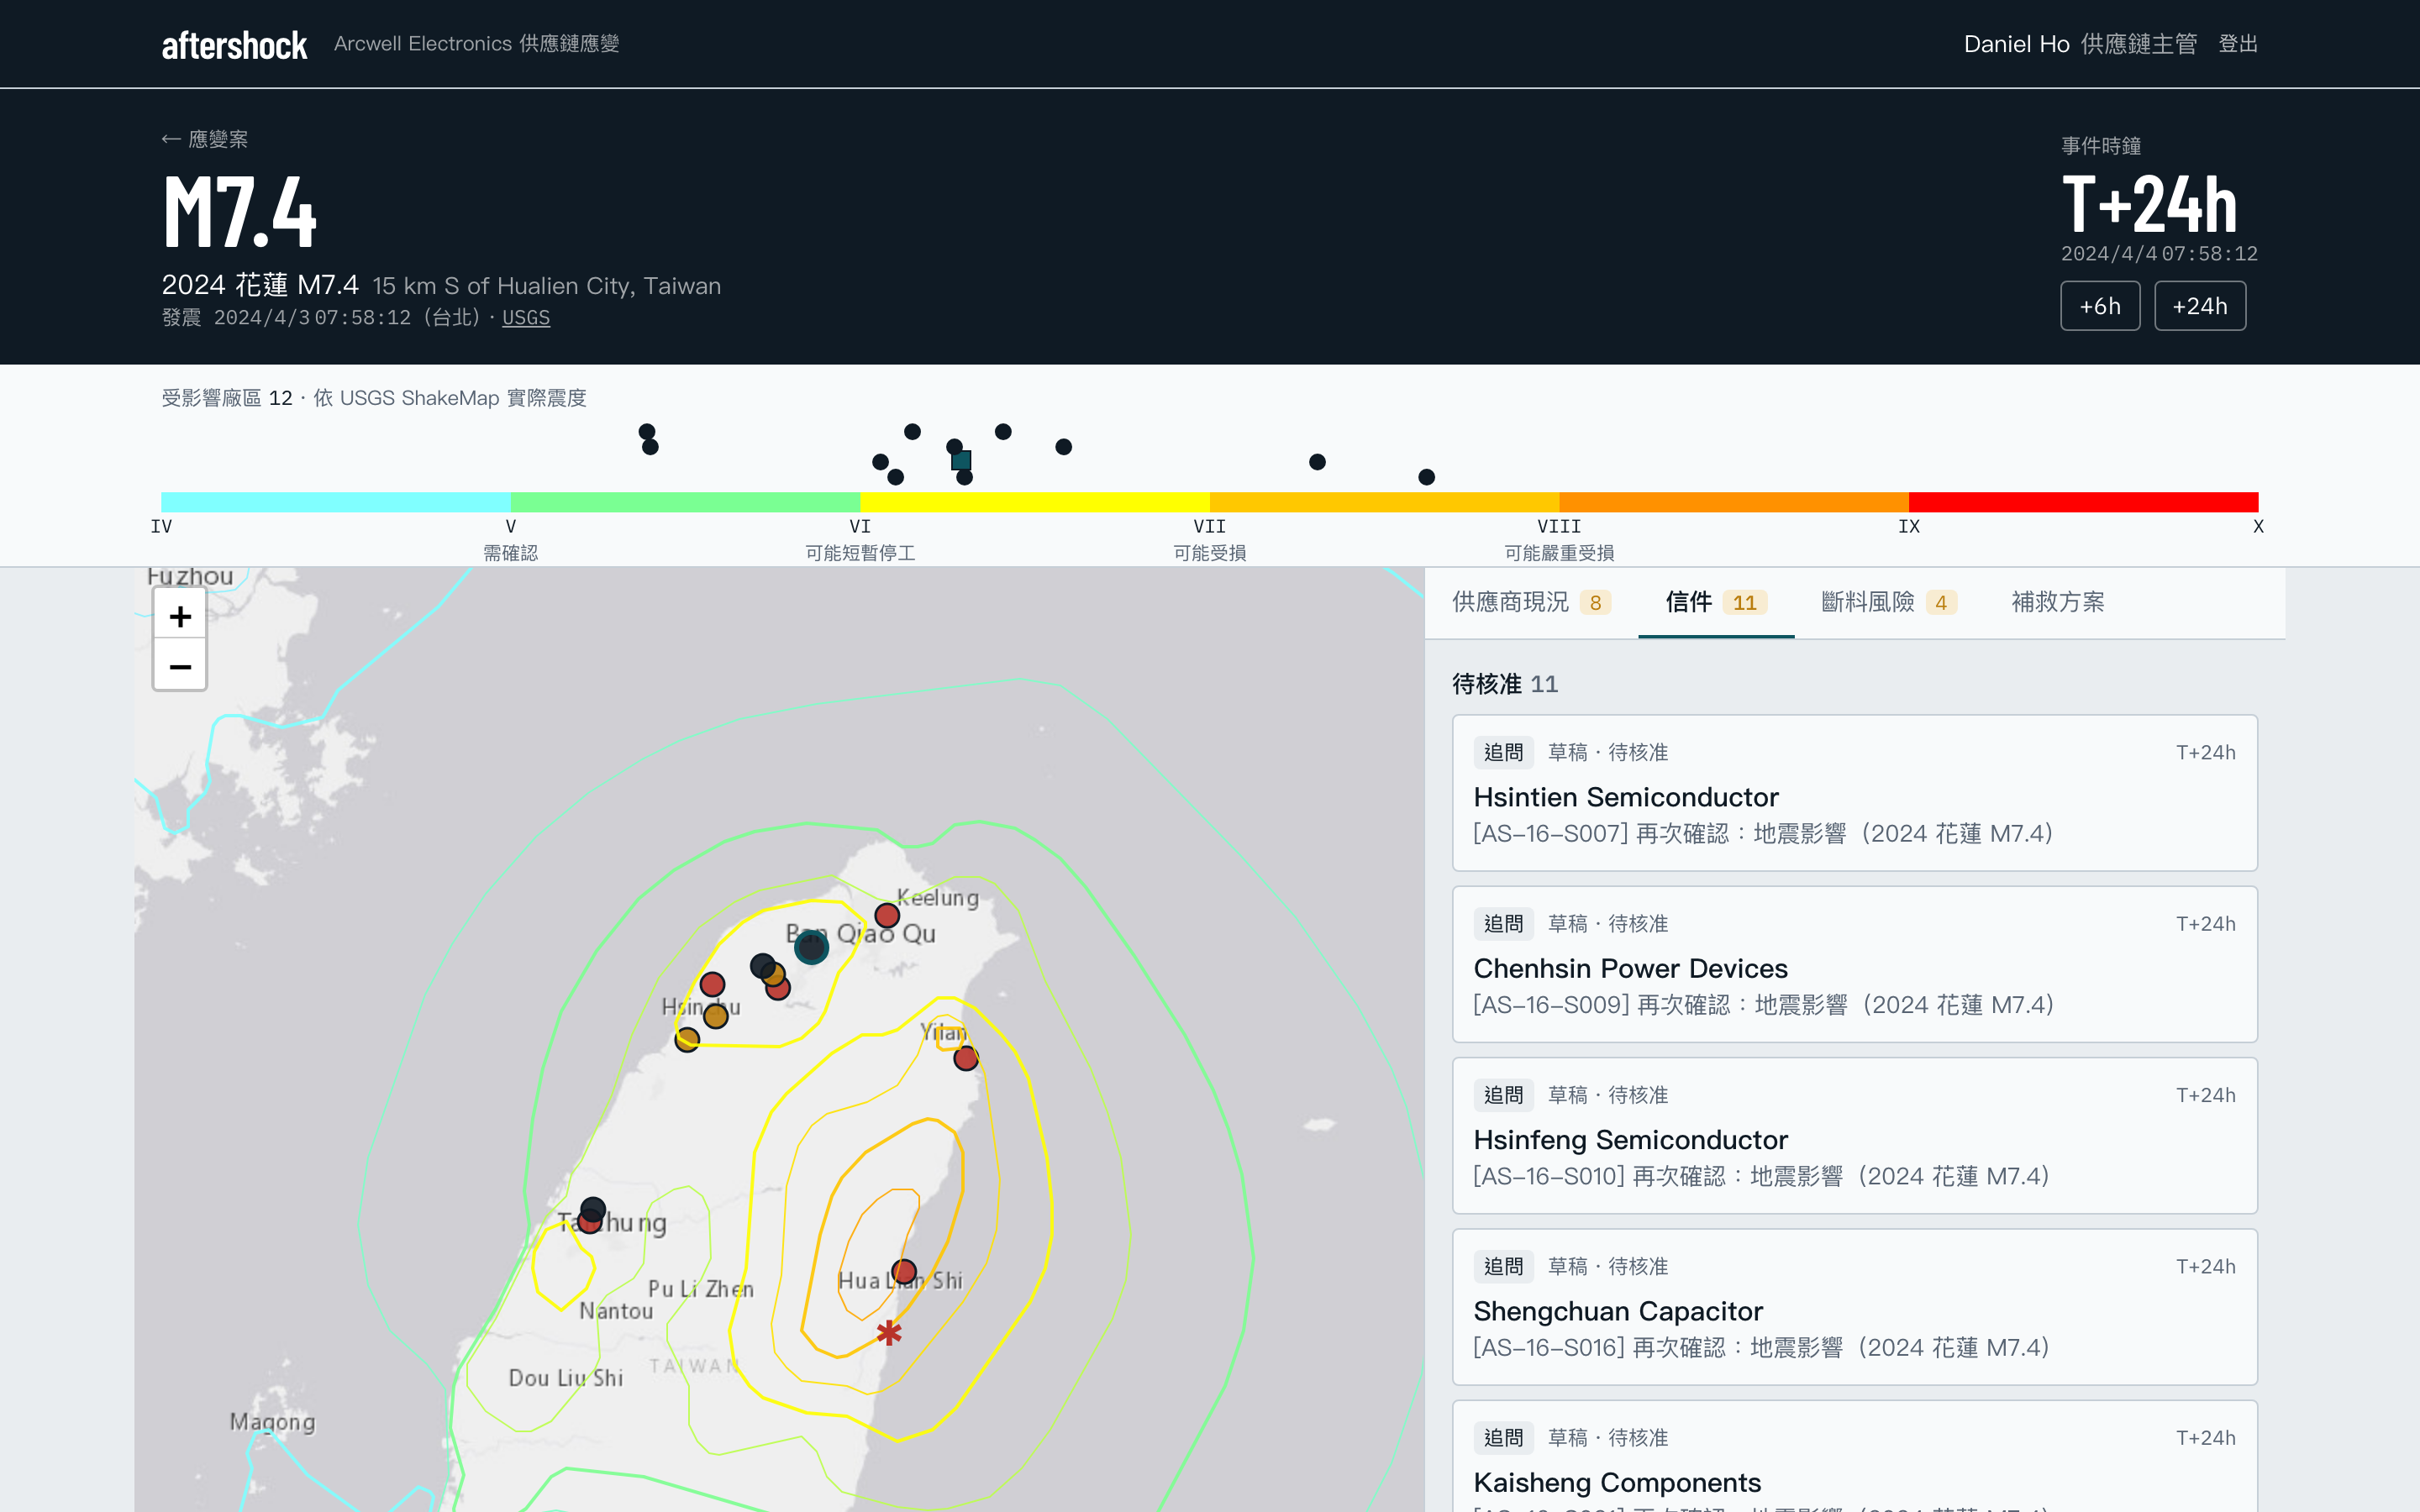 aftershock
Arcwell Electronics 供應鏈應變
Daniel Ho 供應鏈主管 登出
← 應變案
M7.4
2024 花蓮 M7.4 15 km S of Hualien City, Taiwan
發震 2024/4/3 07:58:12 (台北) · USGS
事件時鐘
T+24h
2024/4/4 07:58:12
+6h +24h
受影響廠區 12 · 依 USGS ShakeMap 實際震度
IV V VI VII VIII IX X
需確認 可能短暫停工 可能受損 可能嚴重受損
Fuzhou
+
−
Keelung
Ban Qiao Qu
Hsinchu
Yilan
Taichung
Hua Lian Shi
Pu Li Zhen
Nantou
TAIWAN
Dou Liu Shi
Magong
供應商現況 8 信件 11 斷料風險 4 補救方案
待核准 11
追問 草稿 · 待核准 T+24h
Hsintien Semiconductor
[AS-16-S007] 再次確認：地震影響（2024 花蓮 M7.4）
追問 草稿 · 待核准 T+24h
Chenhsin Power Devices
[AS-16-S009] 再次確認：地震影響（2024 花蓮 M7.4）
追問 草稿 · 待核准 T+24h
Hsinfeng Semiconductor
[AS-16-S010] 再次確認：地震影響（2024 花蓮 M7.4）
追問 草稿 · 待核准 T+24h
Shengchuan Capacitor
[AS-16-S016] 再次確認：地震影響（2024 花蓮 M7.4）
追問 草稿 · 待核准 T+24h
Kaisheng Components